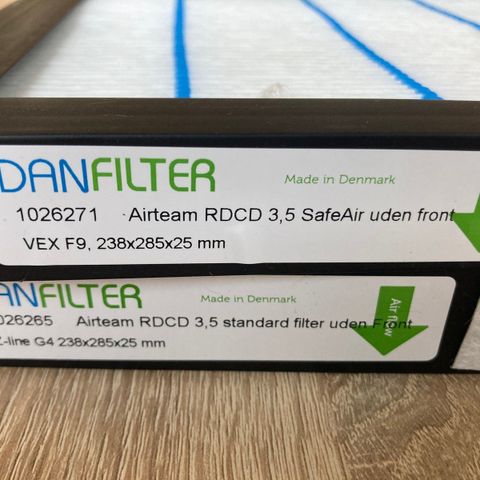 DANFILTER
Made in Denmark
1026271 Airteam RDCD 3,5 SafeAir uden front
VEX F9, 238x285x25 mm
ANFILTER
Made in Denmark
026265 Airteam RDCD 3,5 standard filter uden Front
-line G4 238x285x25 mm
Air flow